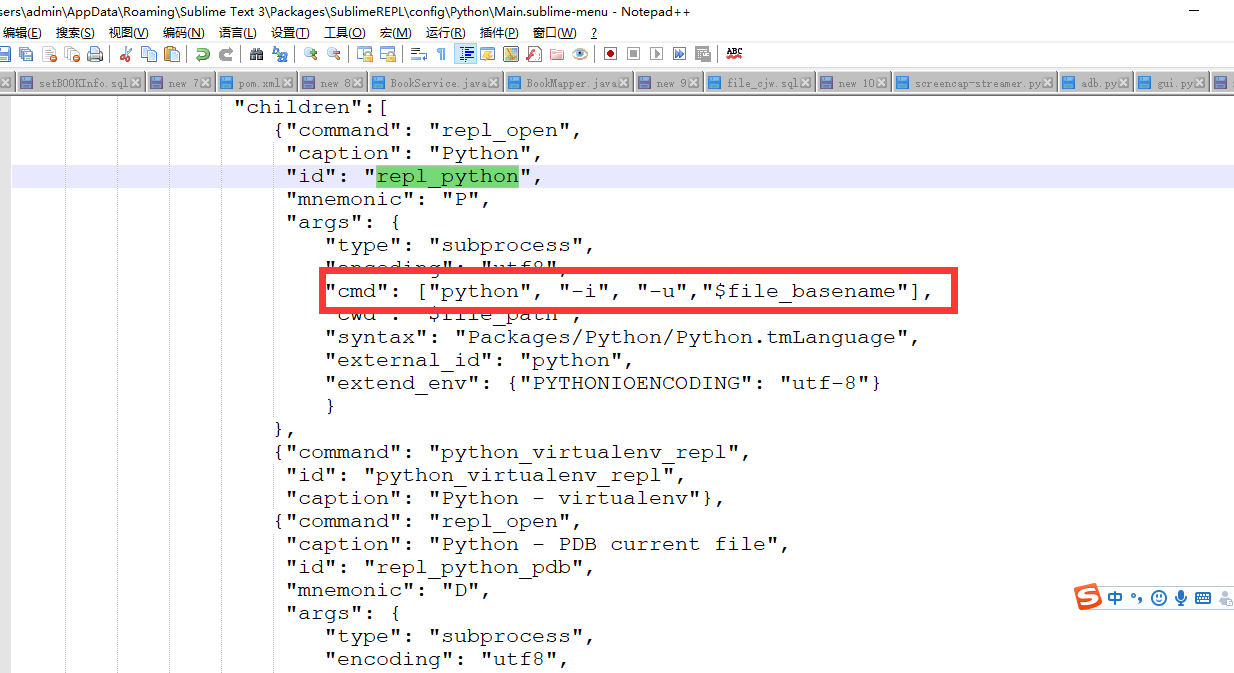 sers\admin\AppData\Roaming\Sublime Text 3\Packages\SublimeREPL\config\Python\Main.sublime-menu - Notepad++
编辑(E) 搜索(S) 视图(V) 编码(N) 语言(L) 设置(T) 工具(O) 宏(M) 运行(R) 插件(P) 窗口(W) ?
ABC
setBOOKInfo.sql new 7 pom.xml new 8 BookService.java BookMapper.java new 9 file_cjw.sql new 10 screencap-streamer.py adb.py gui.py
"children":[
{"command": "repl_open",
"caption": "Python",
"id": "repl_python",
"mnemonic": "P",
"args": {
"type": "subprocess",
"encoding": "utf8",
"cmd": ["python", "-i", "-u","$file_basename"],
"cwd": "$file_path",
"syntax": "Packages/Python/Python.tmLanguage",
"external_id": "python",
"extend_env": {"PYTHONIOENCODING": "utf-8"}
}
},
{"command": "python_virtualenv_repl",
"id": "python_virtualenv_repl",
"caption": "Python - virtualenv"},
{"command": "repl_open",
"caption": "Python - PDB current file",
"id": "repl_python_pdb",
"mnemonic": "D",
"args": {
"type": "subprocess",
"encoding": "utf8",
S 中